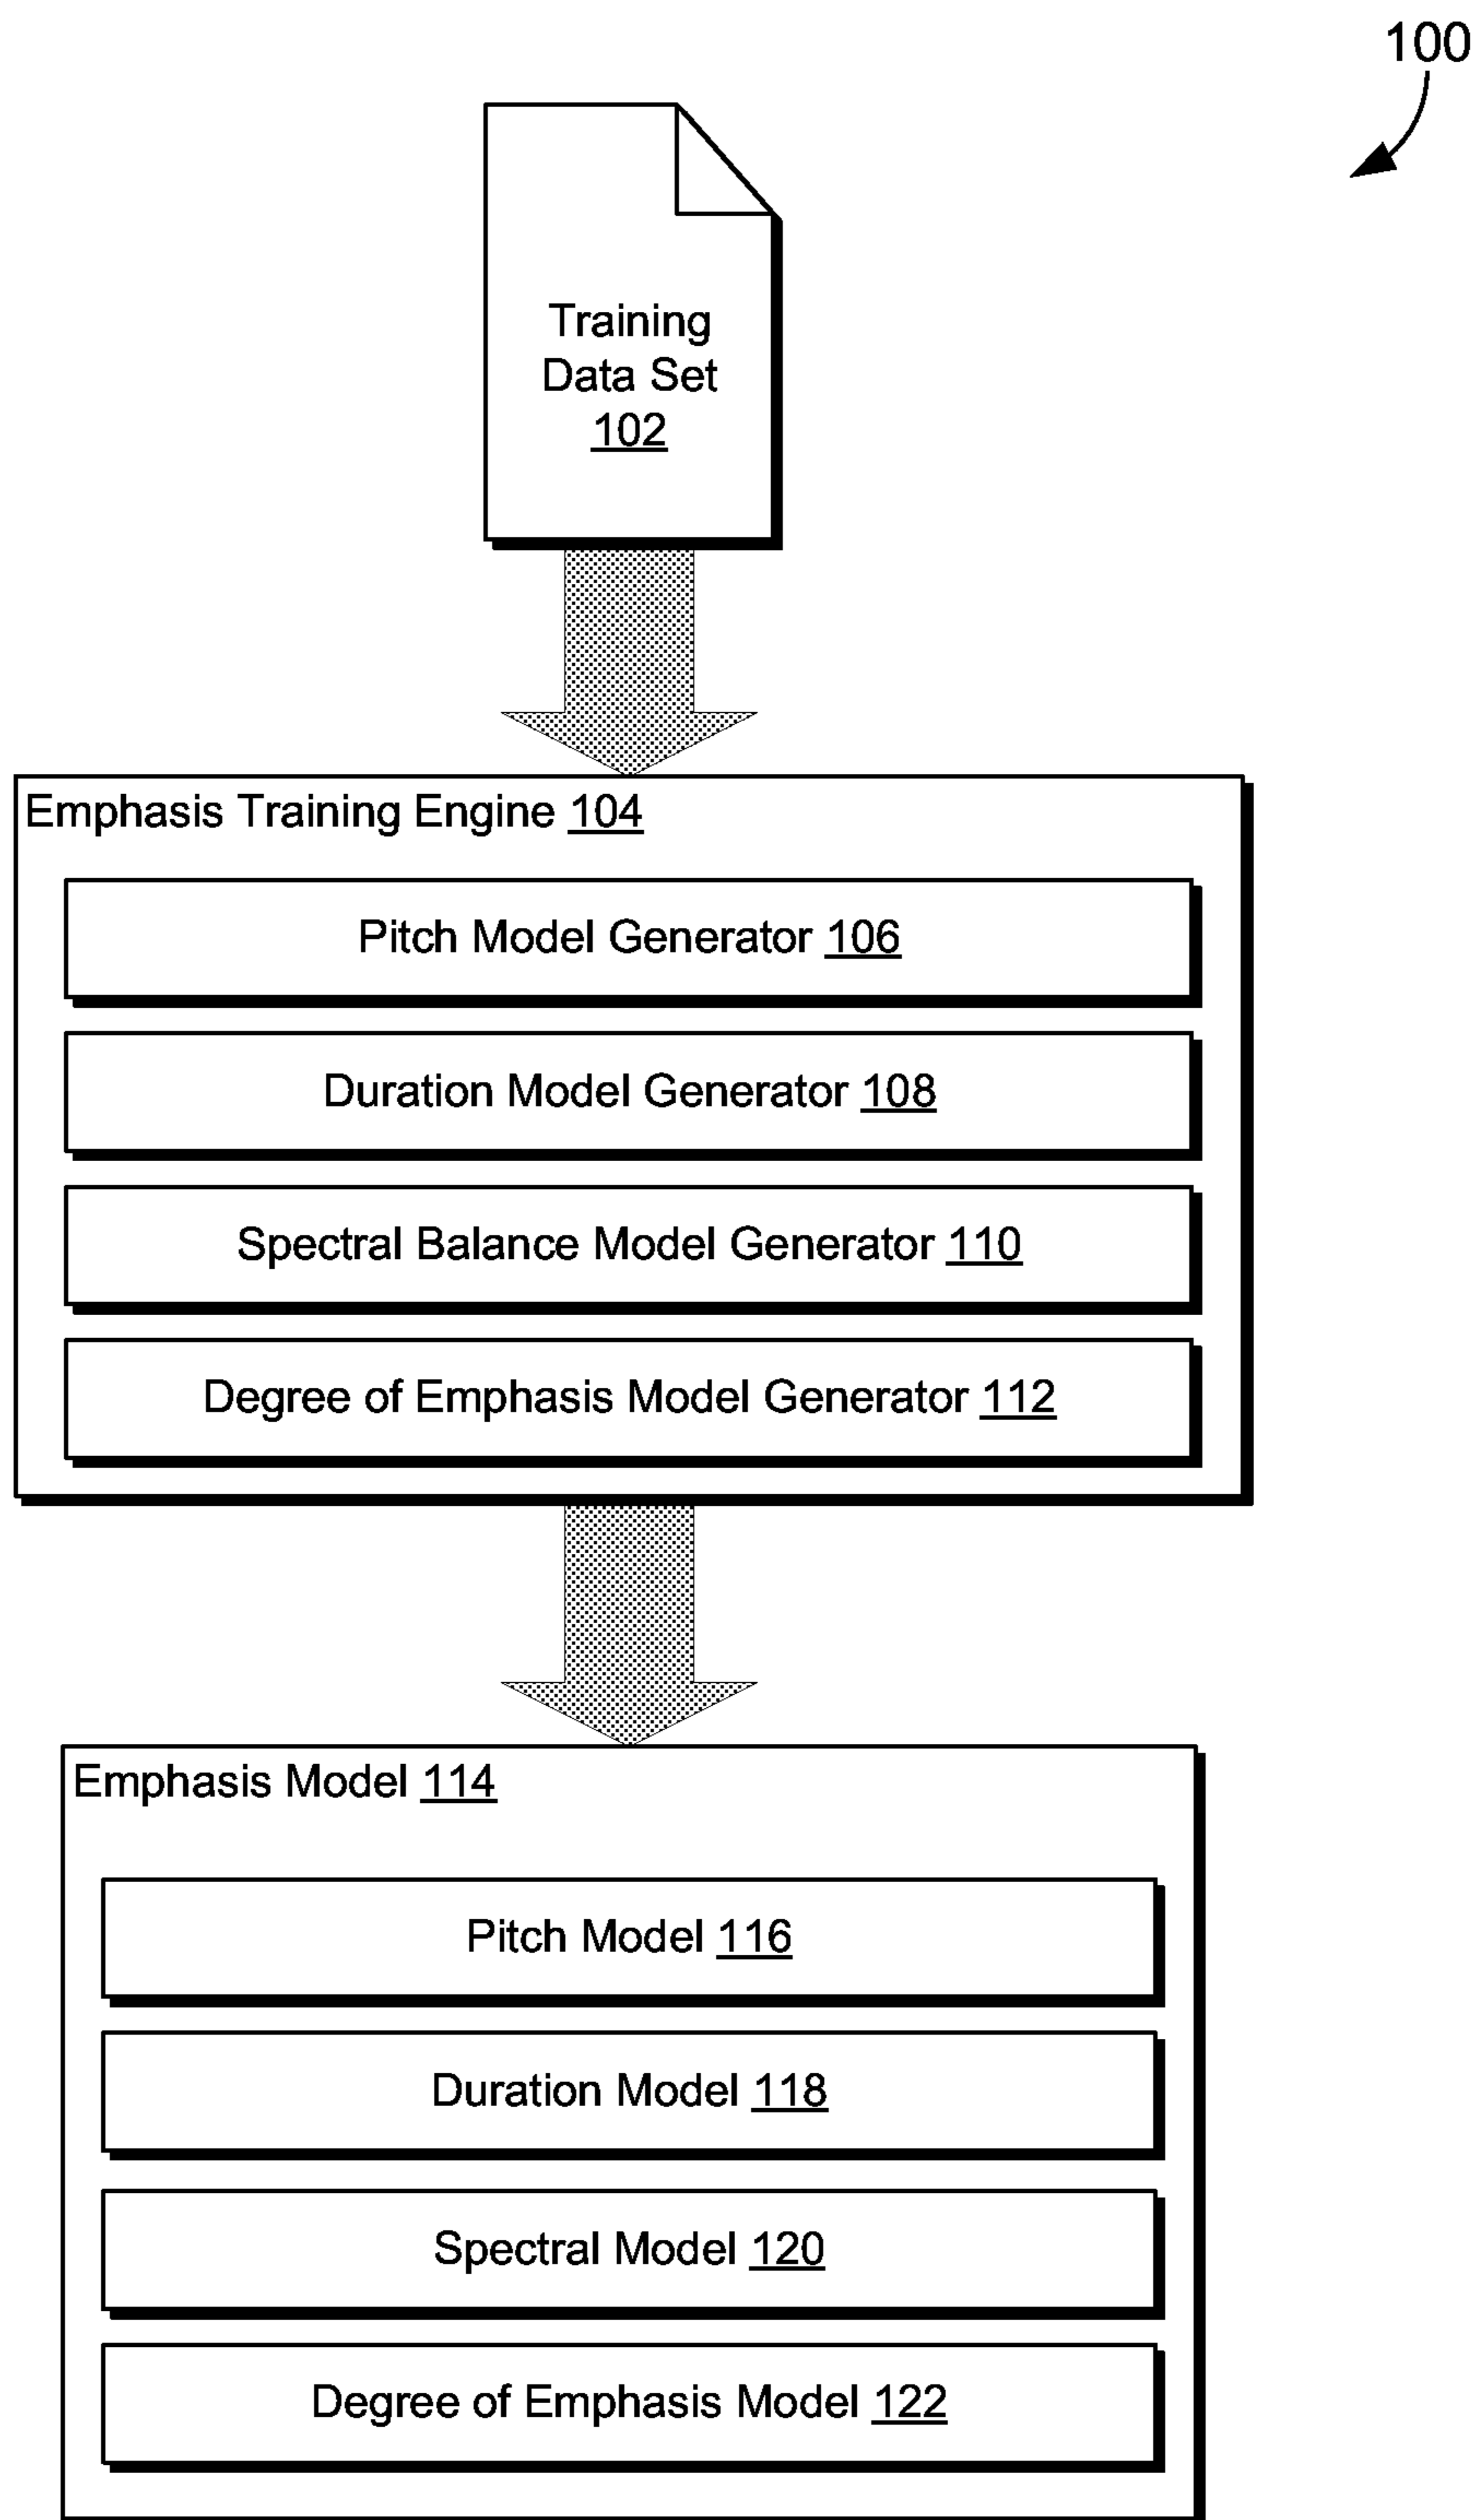 100
Training
Data Set
102
Emphasis Training Engine 104
Pitch Model Generator 106
Duration Model Generator 108
Spectral Balance Model Generator 110
Degree of Emphasis Model Generator 112
Emphasis Model 114
Pitch Model 116
Duration Model 118
Spectral Model 120
Degree of Emphasis Model 122